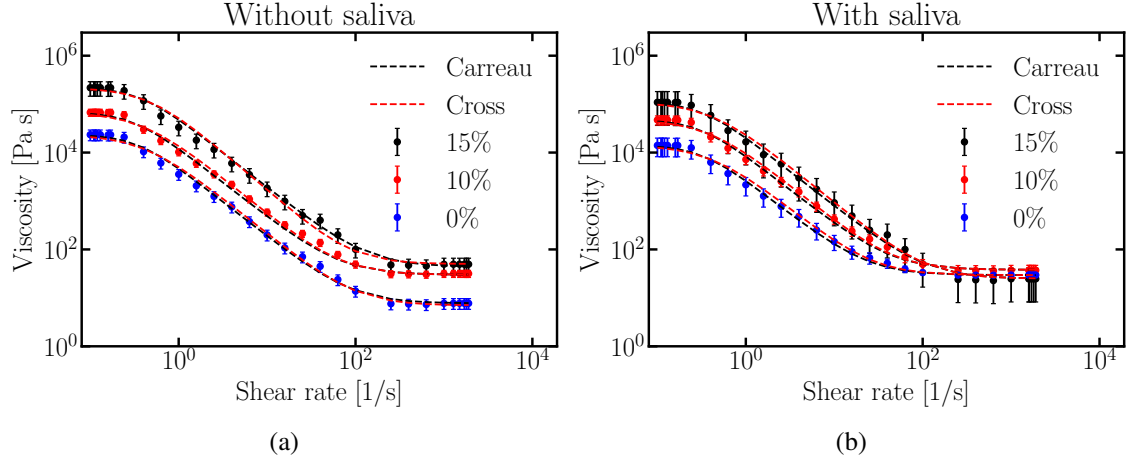 Without saliva
Viscosity [Pa s]
10^6
10^4
10^2
10^0
Carreau
Cross
15%
10%
0%
10^0
10^2
10^4
Shear rate [1/s]
(a)
With saliva
Viscosity [Pa s]
10^6
10^4
10^2
10^0
Carreau
Cross
15%
10%
0%
10^0
10^2
10^4
Shear rate [1/s]
(b)